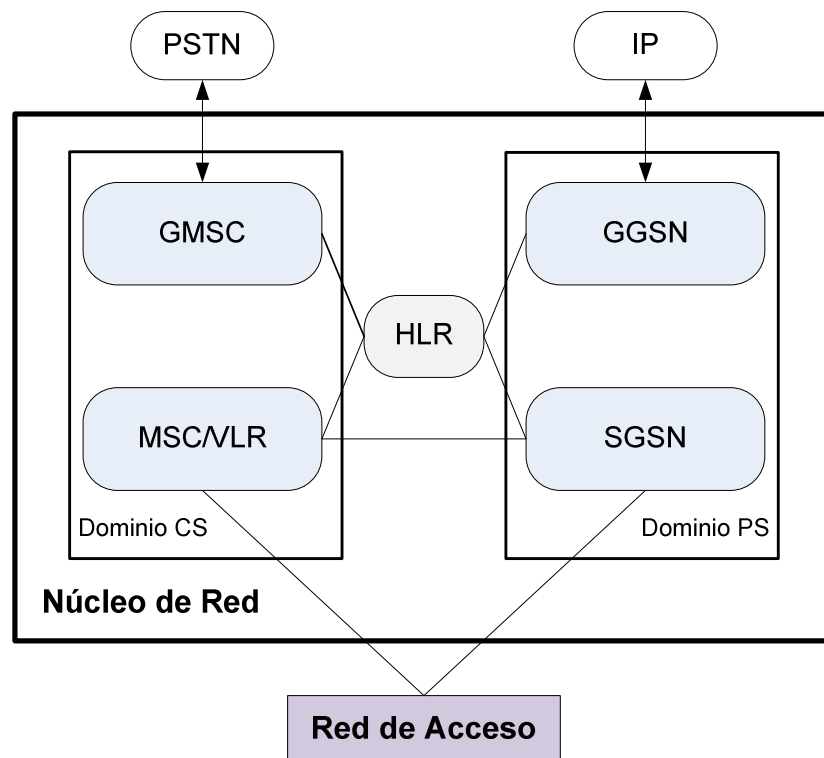 PSTN
IP
GMSC
GGSN
HLR
MSC/VLR
SGSN
Dominio CS
Dominio PS
Núcleo de Red
Red de Acceso